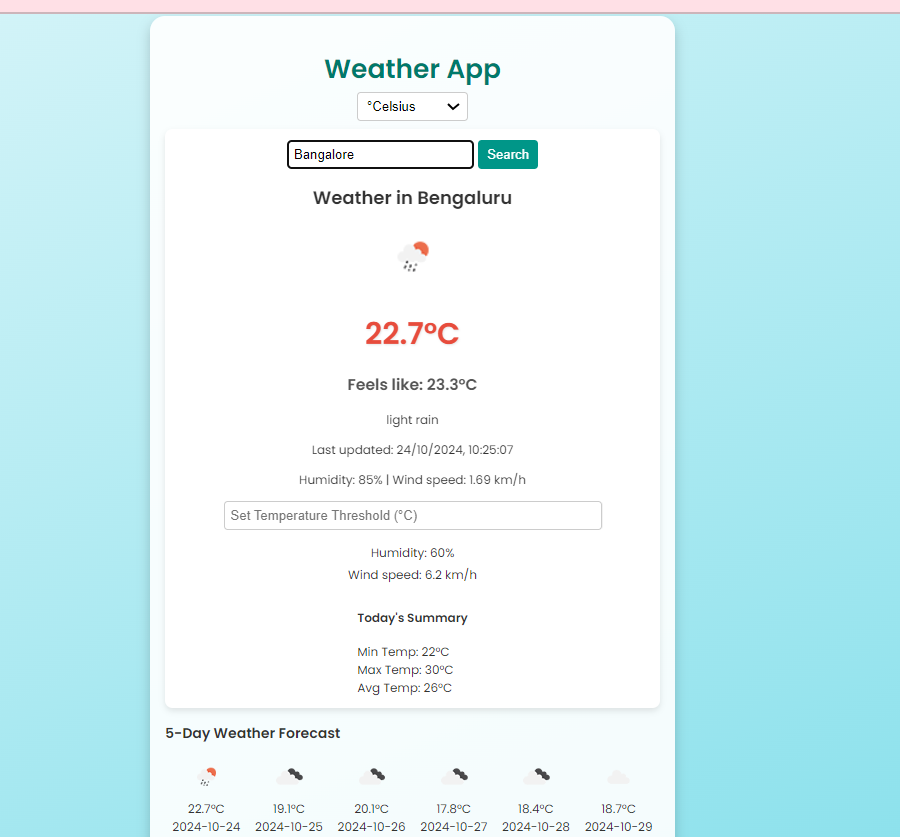 Weather App
°Celsius
Bangalore Search
Weather in Bengaluru
22.7°C
Feels like: 23.3°C
light rain
Last updated: 24/10/2024, 10:25:07
Humidity: 85% | Wind speed: 1.69 km/h
Set Temperature Threshold (°C)
Humidity: 60%
Wind speed: 6.2 km/h
Today's Summary
Min Temp: 22°C
Max Temp: 30°C
Avg Temp: 26°C
5-Day Weather Forecast
22.7°C 19.1°C 20.1°C 17.8°C 18.4°C 18.7°C
2024-10-24 2024-10-25 2024-10-26 2024-10-27 2024-10-28 2024-10-29